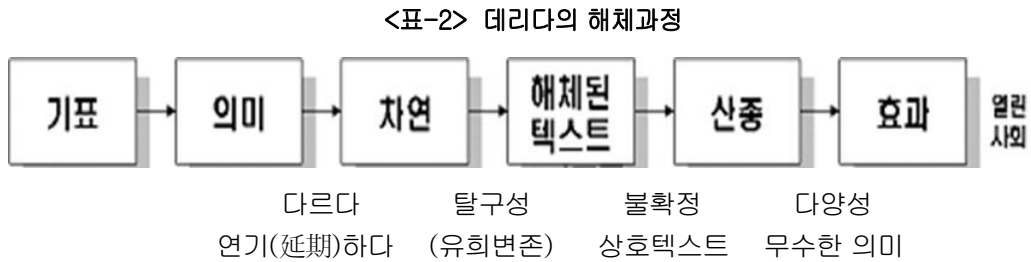 <표-2> 데리다의 해체과정
기표
의미
차연
해체된
텍스트
산종
효과
열린
사회
다르다 탈구성 불확정 다양성
연기(延期)하다 (유희변존) 상호텍스트 무수한 의미